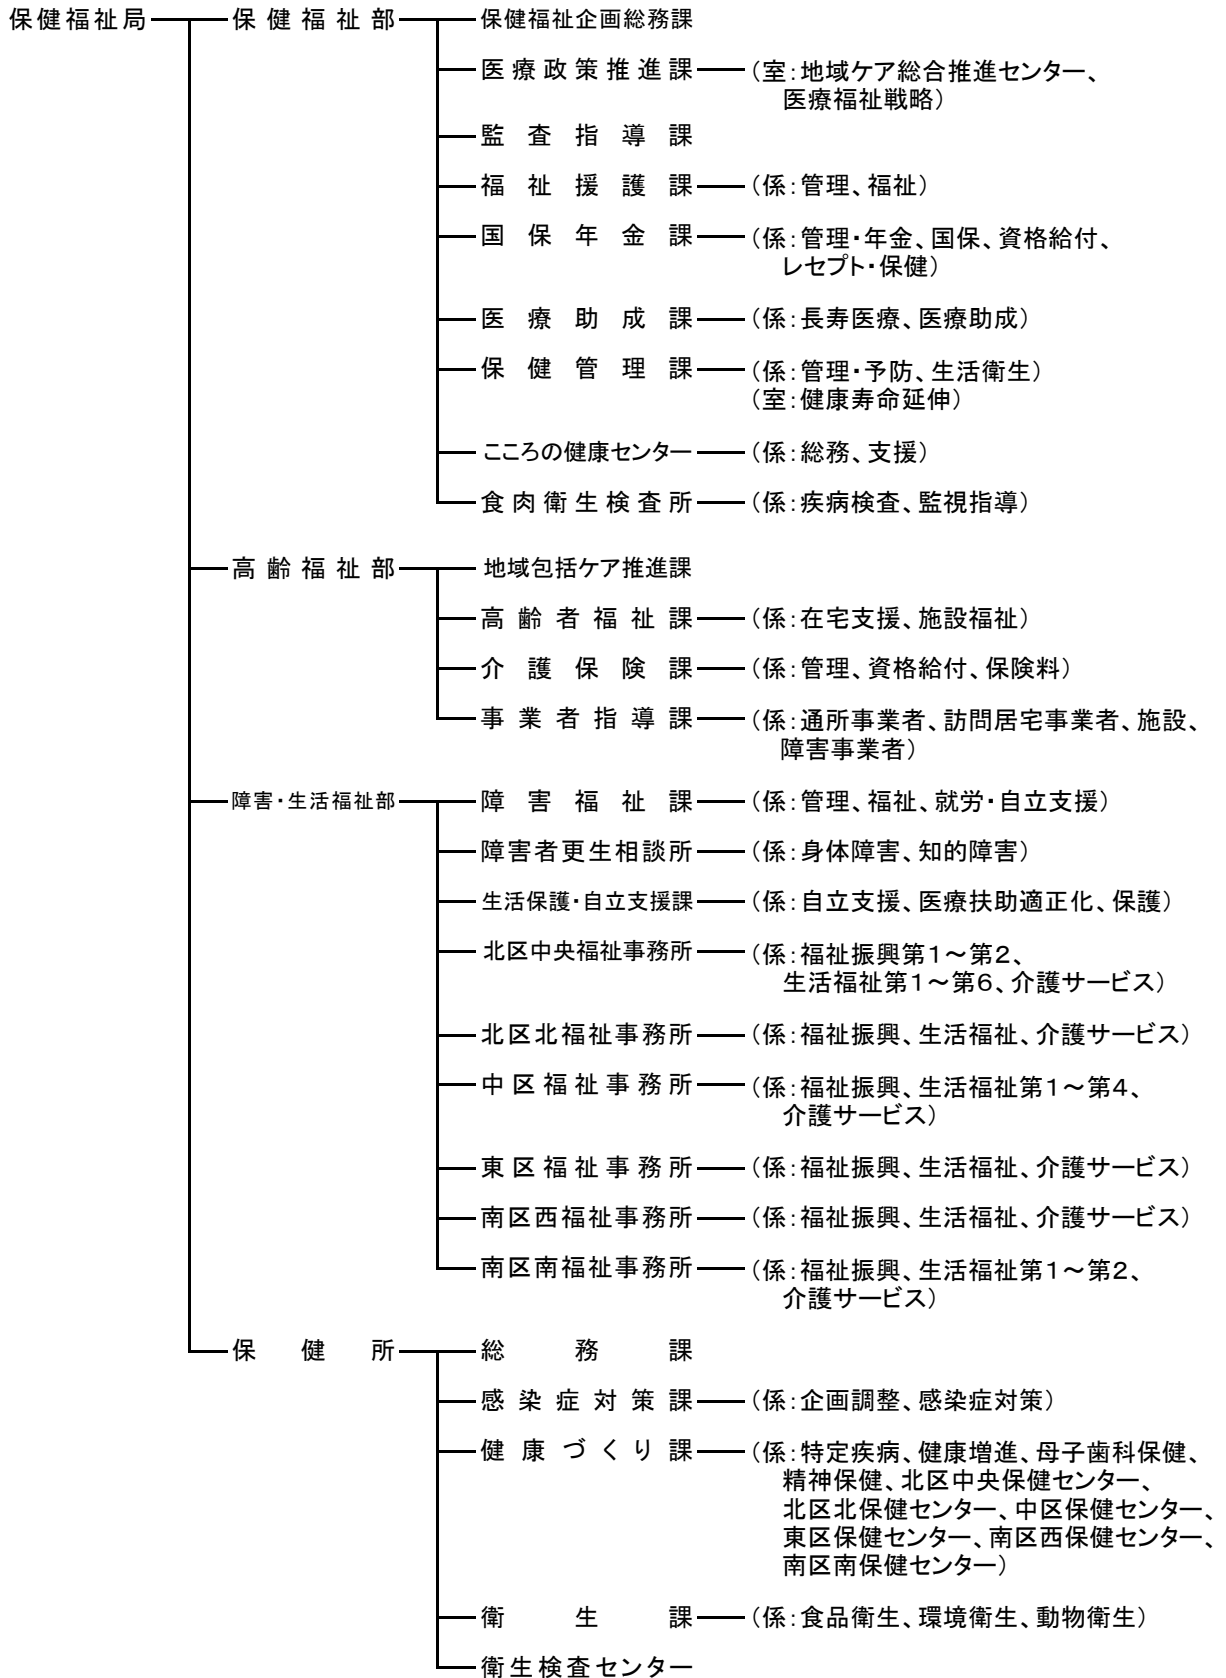 保健福祉局 保健福祉部 保健福祉企画総務課
医療政策推進課 (室:地域ケア総合推進センター、
医療福祉戦略)
監査指導課
福祉援護課 (係:管理、福祉)
国保年金課 (係:管理・年金、国保、資格給付、
レセプト・保健)
医療助成課 (係:長寿医療、医療助成)
保健管理課 (係:管理・予防、生活衛生)
(室:健康寿命延伸)
こころの健康センター (係:総務、支援)
食肉衛生検査所 (係:疾病検査、監視指導)
高齢福祉部 地域包括ケア推進課
高齢者福祉課 (係:在宅支援、施設福祉)
介護保険課 (係:管理、資格給付、保険料)
事業者指導課 (係:通所事業者、訪問居宅事業者、施設、
障害事業者)
障害・生活福祉部 障害福祉課 (係:管理、福祉、就労・自立支援)
障害者更生相談所 (係:身体障害、知的障害)
生活保護・自立支援課 (係:自立支援、医療扶助適正化、保護)
北区中央福祉事務所 (係:福祉振興第1~第2、
生活福祉第1~第6、介護サービス)
北区北福祉事務所 (係:福祉振興、生活福祉、介護サービス)
中区福祉事務所 (係:福祉振興、生活福祉第1~第4、
介護サービス)
東区福祉事務所 (係:福祉振興、生活福祉、介護サービス)
南区西福祉事務所 (係:福祉振興、生活福祉、介護サービス)
南区南福祉事務所 (係:福祉振興、生活福祉第1~第2、
介護サービス)
保健所 総務課
感染症対策課 (係:企画調整、感染症対策)
健康づくり課 (係:特定疾病、健康増進、母子歯科保健、
精神保健、北区中央保健センター、
北区北保健センター、中区保健センター、
東区保健センター、南区西保健センター、
南区南保健センター)
衛生課 (係:食品衛生、環境衛生、動物衛生)
衛生検査センター